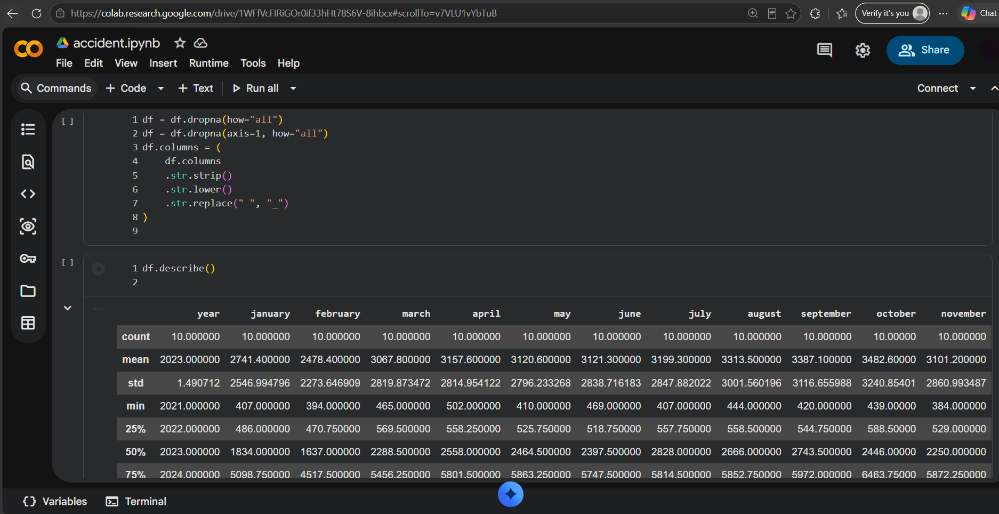 https://colab.research.google.com/drive/1WFfVcFIRiGOr0if33hHt78S6V-8ihbcx#scrollTo=v7VLU1vYbTuB
Verify it's you
Chat
CO accident.ipynb
Share
File Edit View Insert Runtime Tools Help
Commands + Code + Text Run all
Connect
[ ]
1 df = df.dropna(how="all")
2 df = df.dropna(axis=1, how="all")
3 df.columns = (
4     df.columns
5     .str.strip()
6     .str.lower()
7     .str.replace(" ", "_")
8 )
9
[ ]
1 df.describe()
2
year january february march april may june july august september october november
count 10.000000 10.000000 10.000000 10.000000 10.000000 10.000000 10.000000 10.000000 10.000000 10.000000 10.00000 10.000000
mean 2023.000000 2741.400000 2478.400000 3067.800000 3157.600000 3120.600000 3121.300000 3199.300000 3313.500000 3387.100000 3482.60000 3101.200000
std 1.490712 2546.994796 2273.646909 2819.873472 2814.954122 2796.233268 2838.716183 2847.882022 3001.560196 3116.655988 3240.85401 2860.993487
min 2021.000000 407.000000 394.000000 465.000000 502.000000 410.000000 469.000000 407.000000 444.000000 420.000000 439.00000 384.000000
25% 2022.000000 486.000000 470.750000 569.500000 558.250000 525.750000 518.750000 557.750000 558.500000 544.750000 588.50000 529.000000
50% 2023.000000 1834.000000 1637.000000 2288.500000 2558.000000 2464.500000 2397.500000 2828.000000 2666.000000 2743.500000 2446.00000 2250.000000
75% 2024.000000 5098.750000 4517.500000 5456.250000 5801.500000 5863.250000 5747.500000 5814.500000 5852.750000 5972.000000 6463.75000 5872.250000
{} Variables Terminal